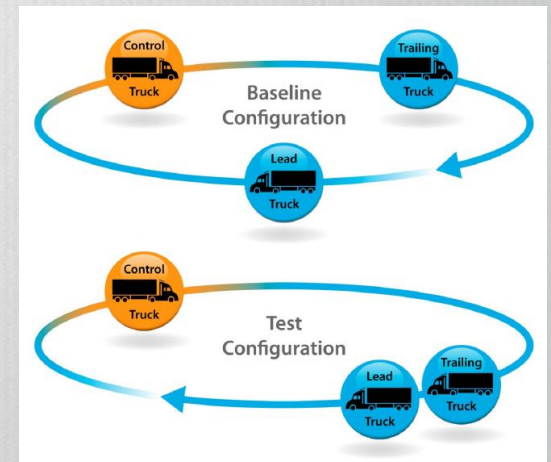 Control
Truck
Trailing
Truck
Baseline
Configuration
Lead
Truck
Control
Truck
Test
Configuration
Lead
Truck
Trailing
Truck